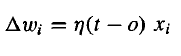 Δwᵢ = η(t − o) xᵢ